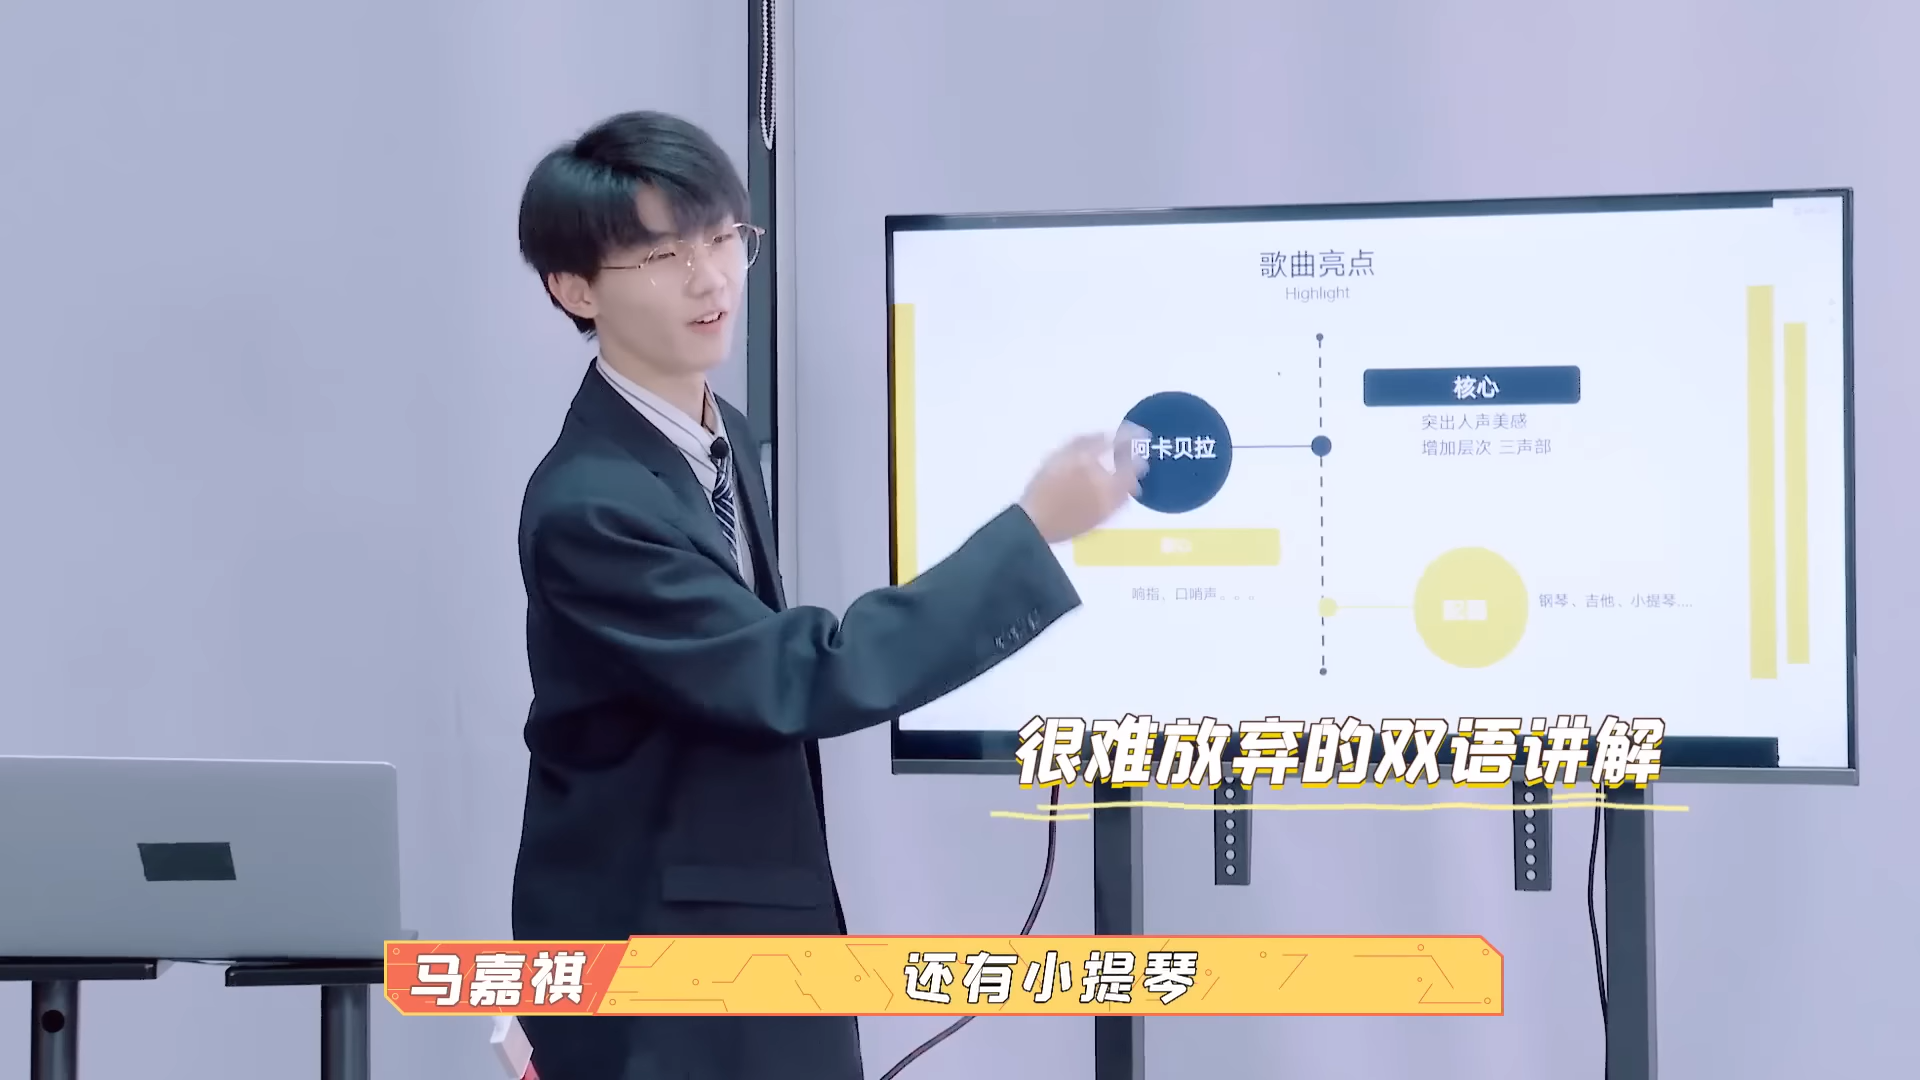 歌曲亮点
Highlight
核心
突出人声美感
增加层次 三声部
阿卡贝拉
响指、口哨声。。。
钢琴、吉他、小提琴....
很难放弃的双语讲解
马嘉祺
还有小提琴